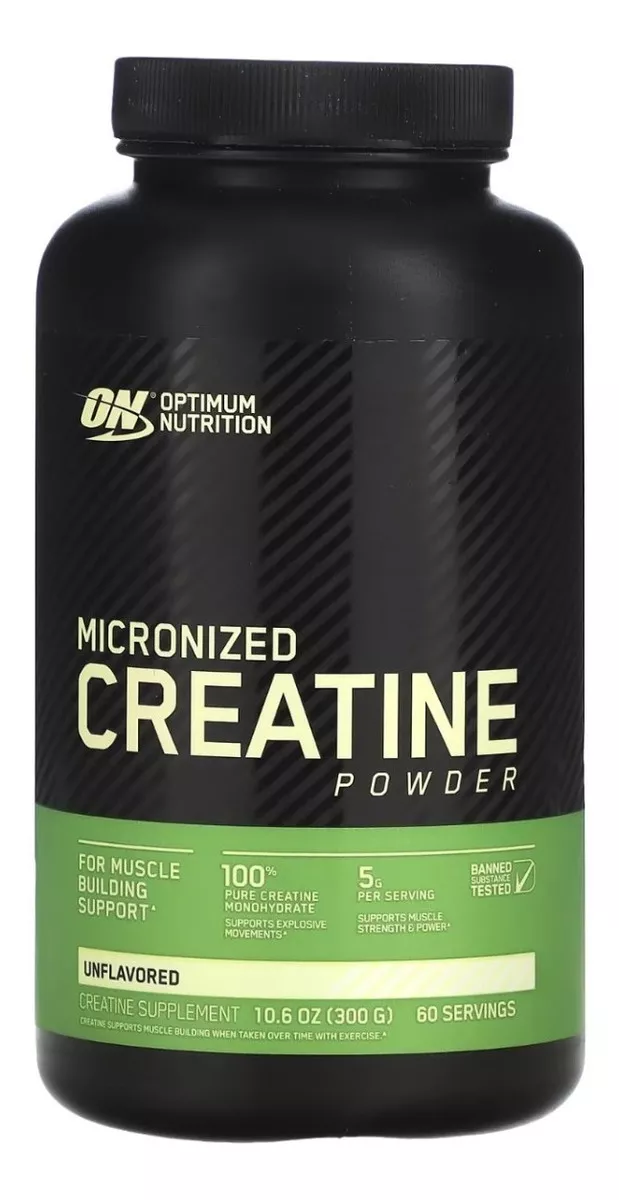 ON® OPTIMUM
NUTRITION
MICRONIZED
CREATINE
POWDER
FOR MUSCLE
BUILDING
SUPPORT▲
100%
PURE CREATINE
MONOHYDRATE
SUPPORTS EXPLOSIVE
MOVEMENTS▲
5G
PER SERVING
SUPPORTS MUSCLE
STRENGTH & POWER▲
BANNED
SUBSTANCE
TESTED
UNFLAVORED
CREATINE SUPPLEMENT 10.6 OZ (300 G) 60 SERVINGS
CREATINE SUPPORTS MUSCLE BUILDING WHEN TAKEN OVER TIME WITH EXERCISE.▲